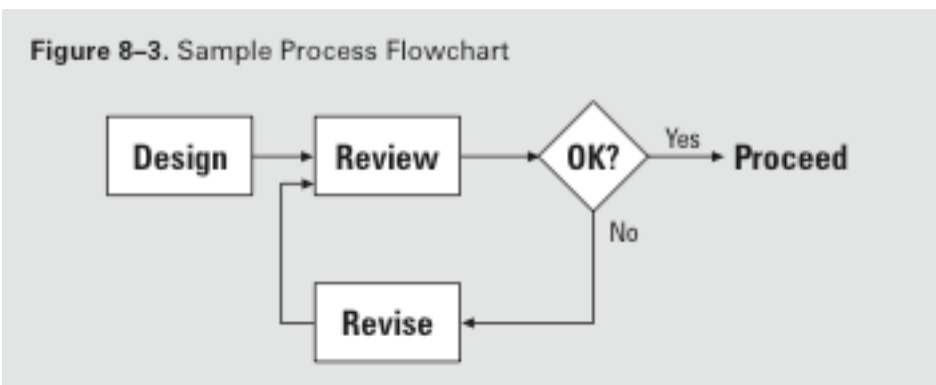 Figure 8–3. Sample Process Flowchart
Design
Review
OK?
Yes
Proceed
No
Revise